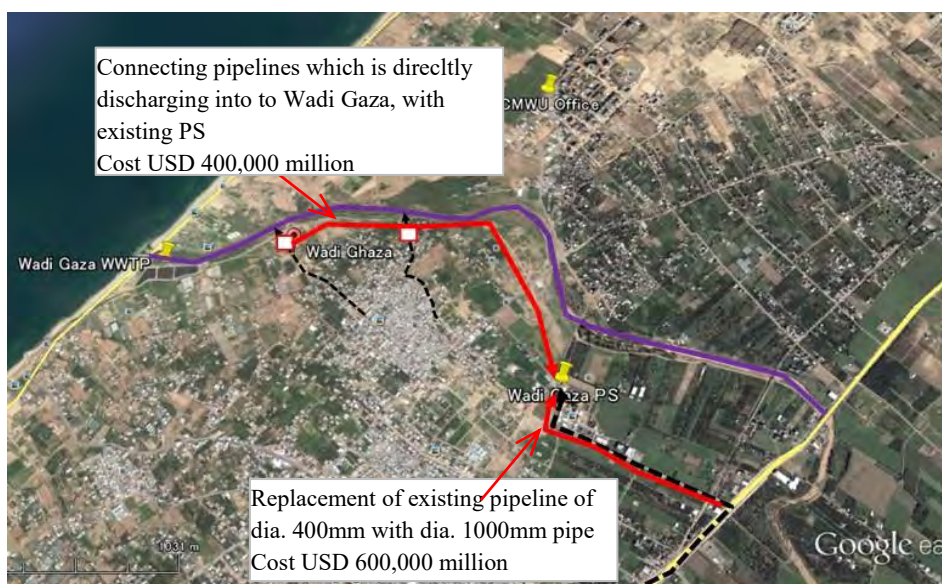 Connecting pipelines which is direcltly
discharging into to Wadi Gaza, with
existing PS
Cost USD 400,000 million
CMWU Office
Wadi Gaza WWTP
Wadi Ghaza
Wadi Gaza PS
Replacement of existing pipeline of
dia. 400mm with dia. 1000mm pipe
Cost USD 600,000 million
1031 m
Google ea